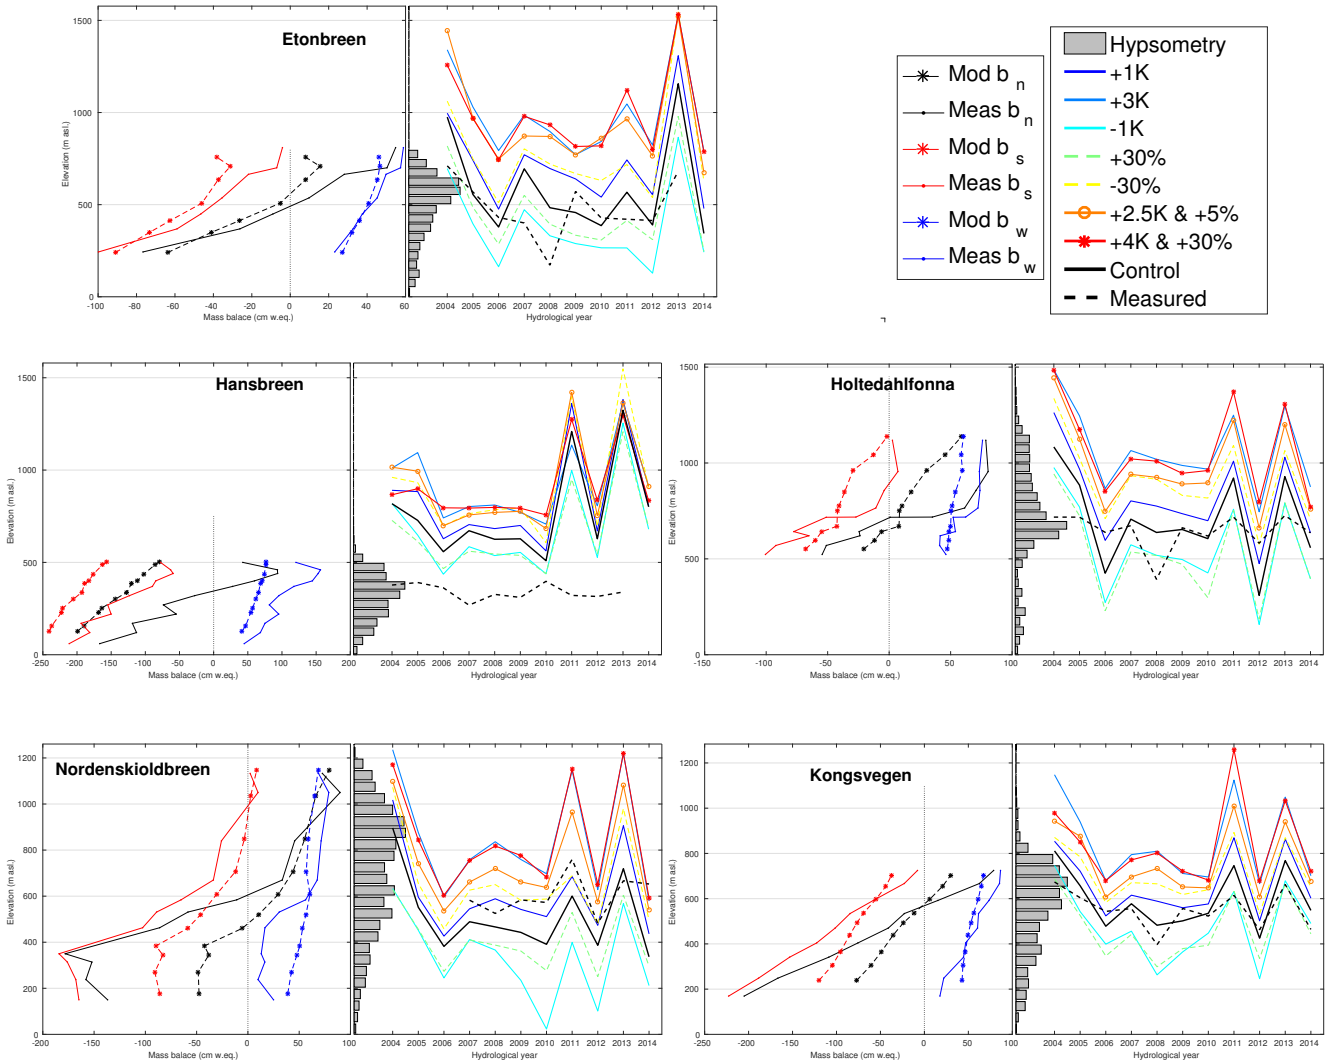 Etonbreen
1500
1000
500
0
Elevation (m asl.)
-100 -80 -60 -40 -20 0 20 40 60
Mass balace (cm w.eq.)
2004 2005 2006 2007 2008 2009 2010 2011 2012 2013 2014
Hydrological year
Mod b n
Meas b n
Mod b s
Meas b s
Mod b w
Meas b w
Hypsometry
+1K
+3K
-1K
+30%
-30%
+2.5K & +5%
+4K & +30%
Control
Measured
Hansbreen
1500
1000
500
0
Elevation (m asl.)
-250 -200 -150 -100 -50 0 50 100 150 200
Mass balace (cm w.eq.)
2004 2005 2006 2007 2008 2009 2010 2011 2012 2013 2014
Hydrological year
Holtedahlfonna
1500
1000
500
0
Elevation (m asl.)
-150 -100 -50 0 50 100
Mass balace (cm w.eq.)
2004 2005 2006 2007 2008 2009 2010 2011 2012 2013 2014
Hydrological year
Nordenskioldbreen
1200
1000
800
600
400
200
0
Elevation (m asl.)
-200 -150 -100 -50 0 50 100
Mass balace (cm w.eq.)
2004 2005 2006 2007 2008 2009 2010 2011 2012 2013 2014
Hydrological year
Kongsvegen
1200
1000
800
600
400
200
0
Elevation (m asl.)
-250 -200 -150 -100 -50 0 50 100
Mass balace (cm w.eq.)
2004 2005 2006 2007 2008 2009 2010 2011 2012 2013 2014
Hydrological year